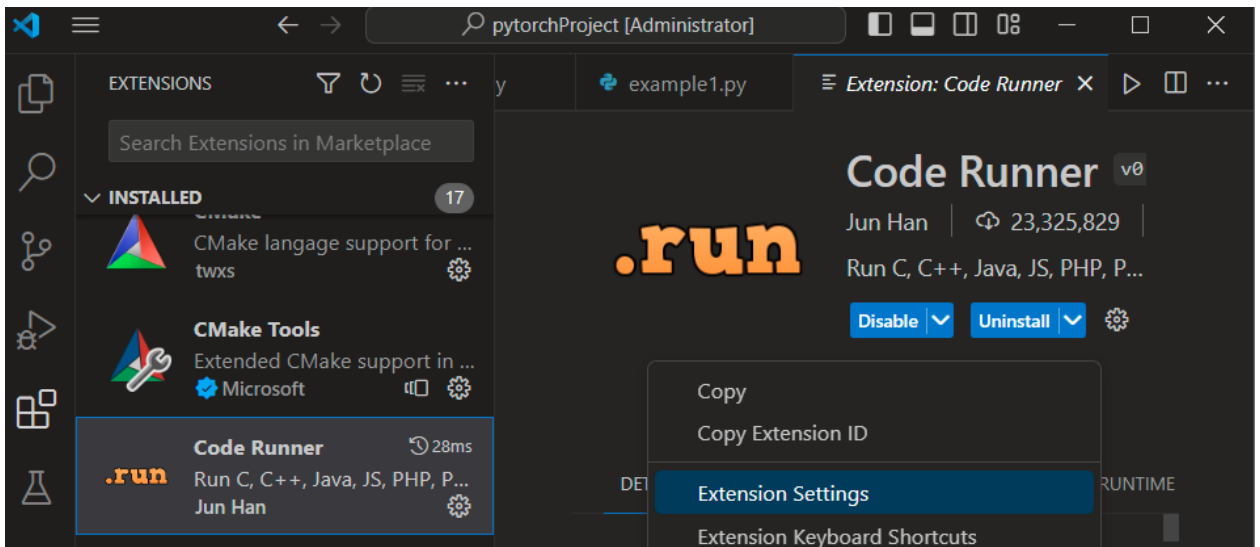 pytorchProject [Administrator]
EXTENSIONS
y
example1.py
Extension: Code Runner
Search Extensions in Marketplace
INSTALLED
17
CMake
CMake langage support for ...
twxs
CMake Tools
Extended CMake support in ...
Microsoft
Code Runner
28ms
.run
Run C, C++, Java, JS, PHP, P...
Jun Han
.run
Code Runner
v0
Jun Han
23,325,829
Run C, C++, Java, JS, PHP, P...
Disable
Uninstall
Copy
Copy Extension ID
DET
Extension Settings
RUNTIME
Extension Keyboard Shortcuts